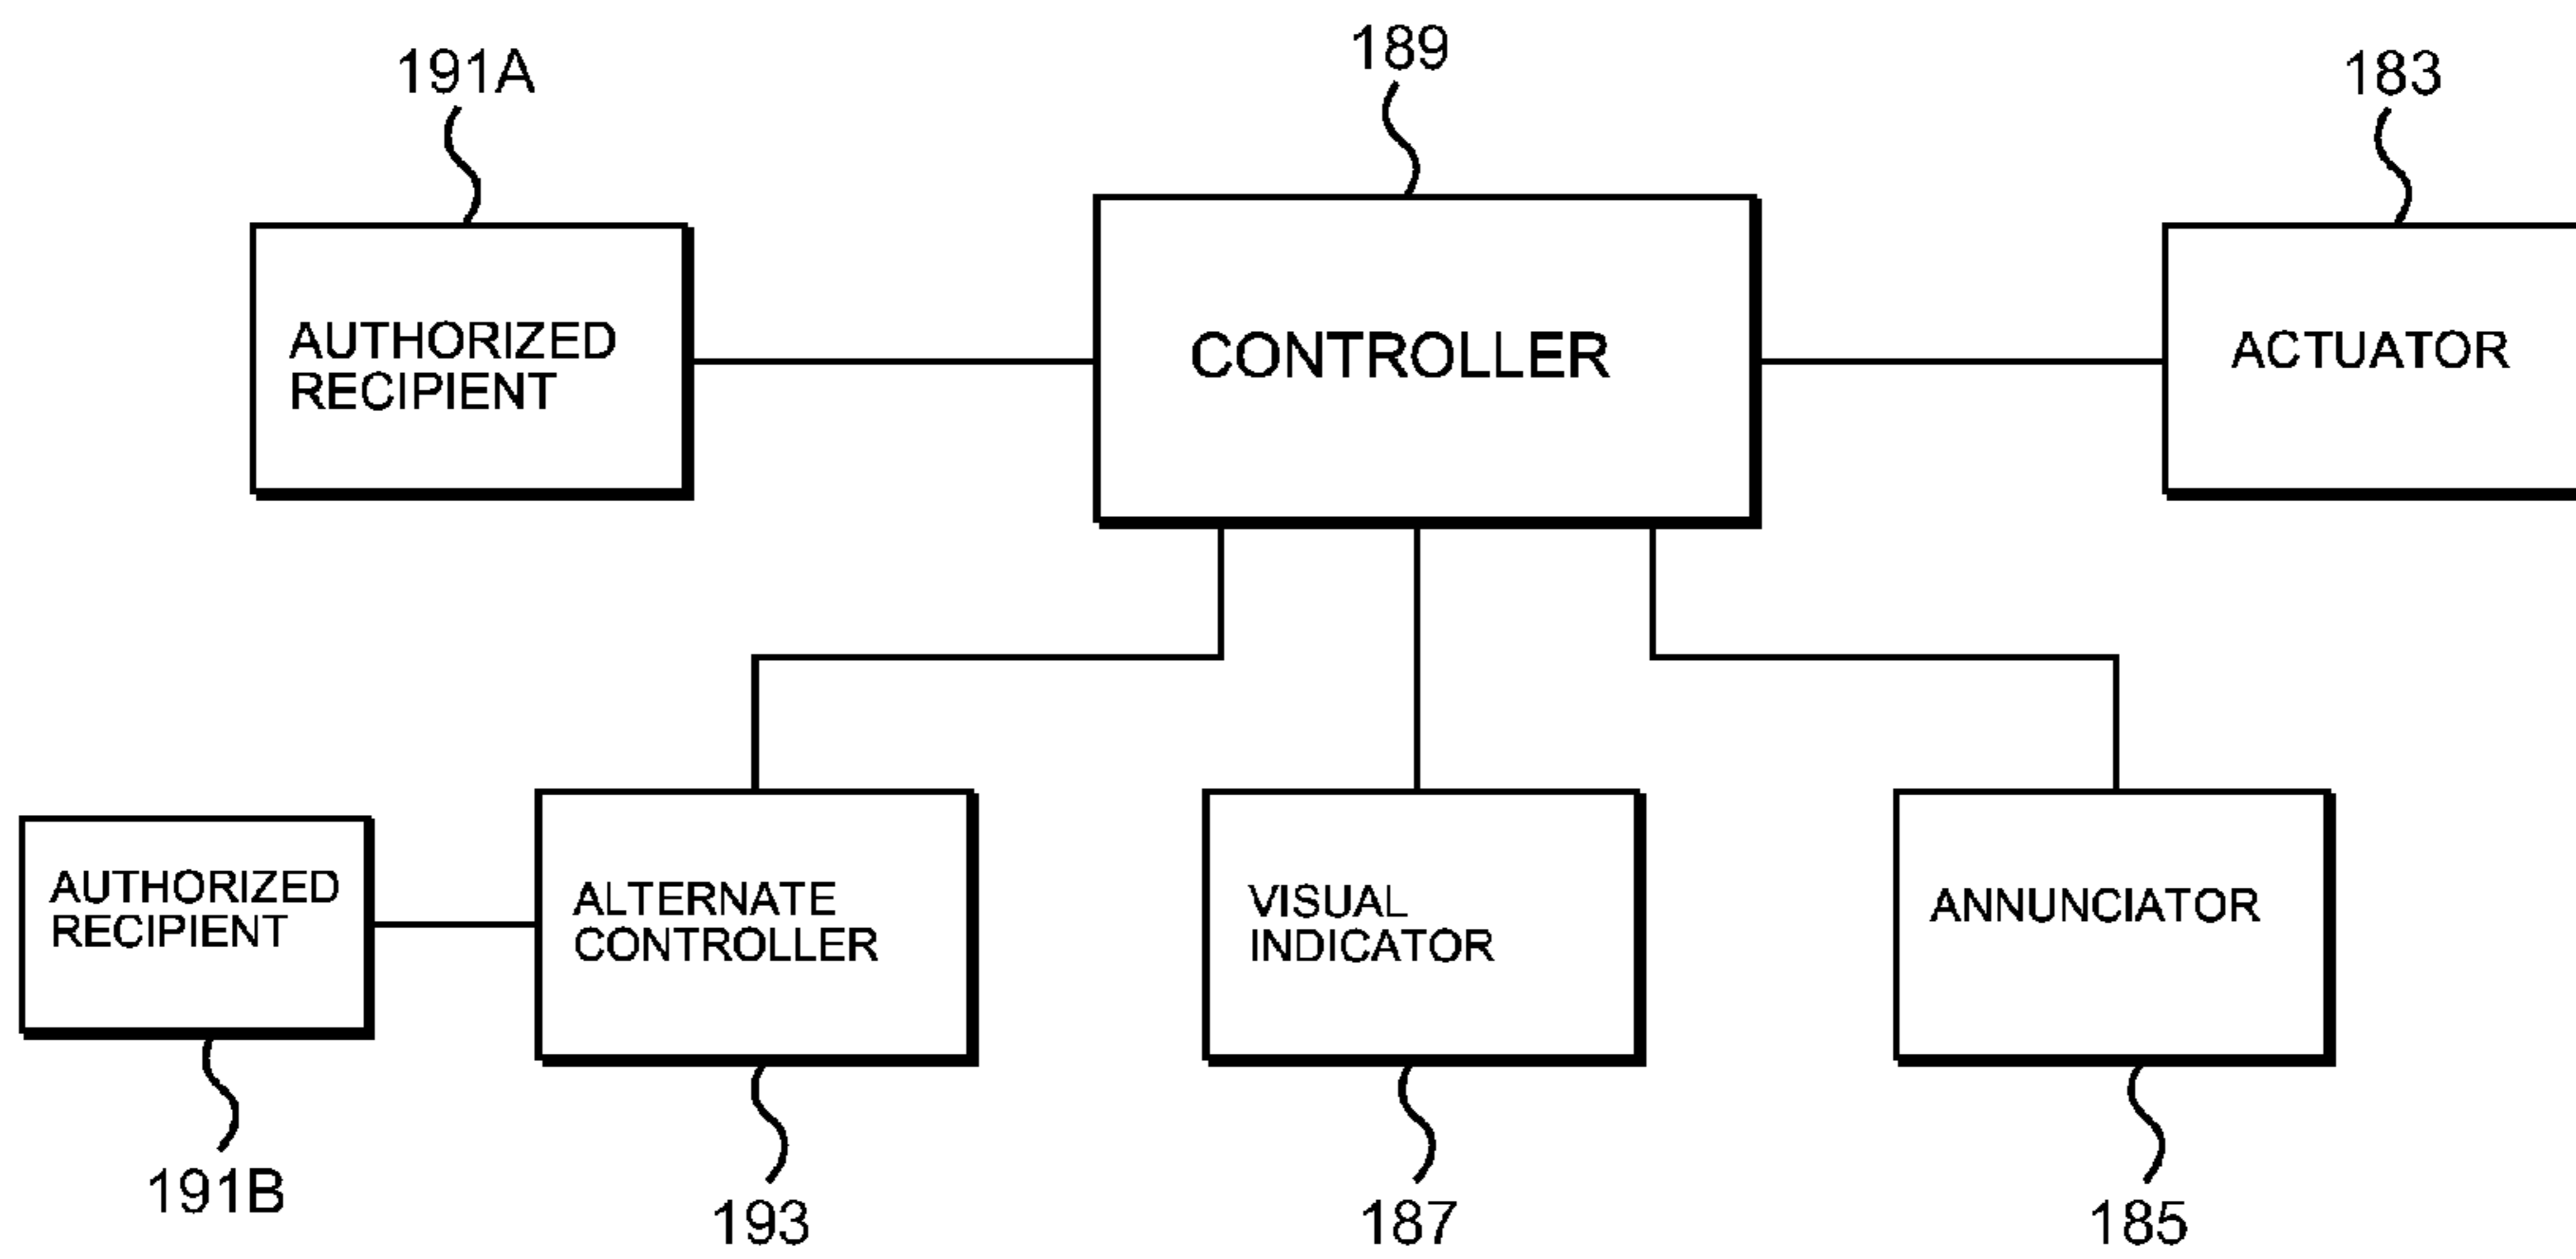 191A
189
183
AUTHORIZED
RECIPIENT
CONTROLLER
ACTUATOR
AUTHORIZED
RECIPIENT
ALTERNATE
CONTROLLER
VISUAL
INDICATOR
ANNUNCIATOR
191B
193
187
185